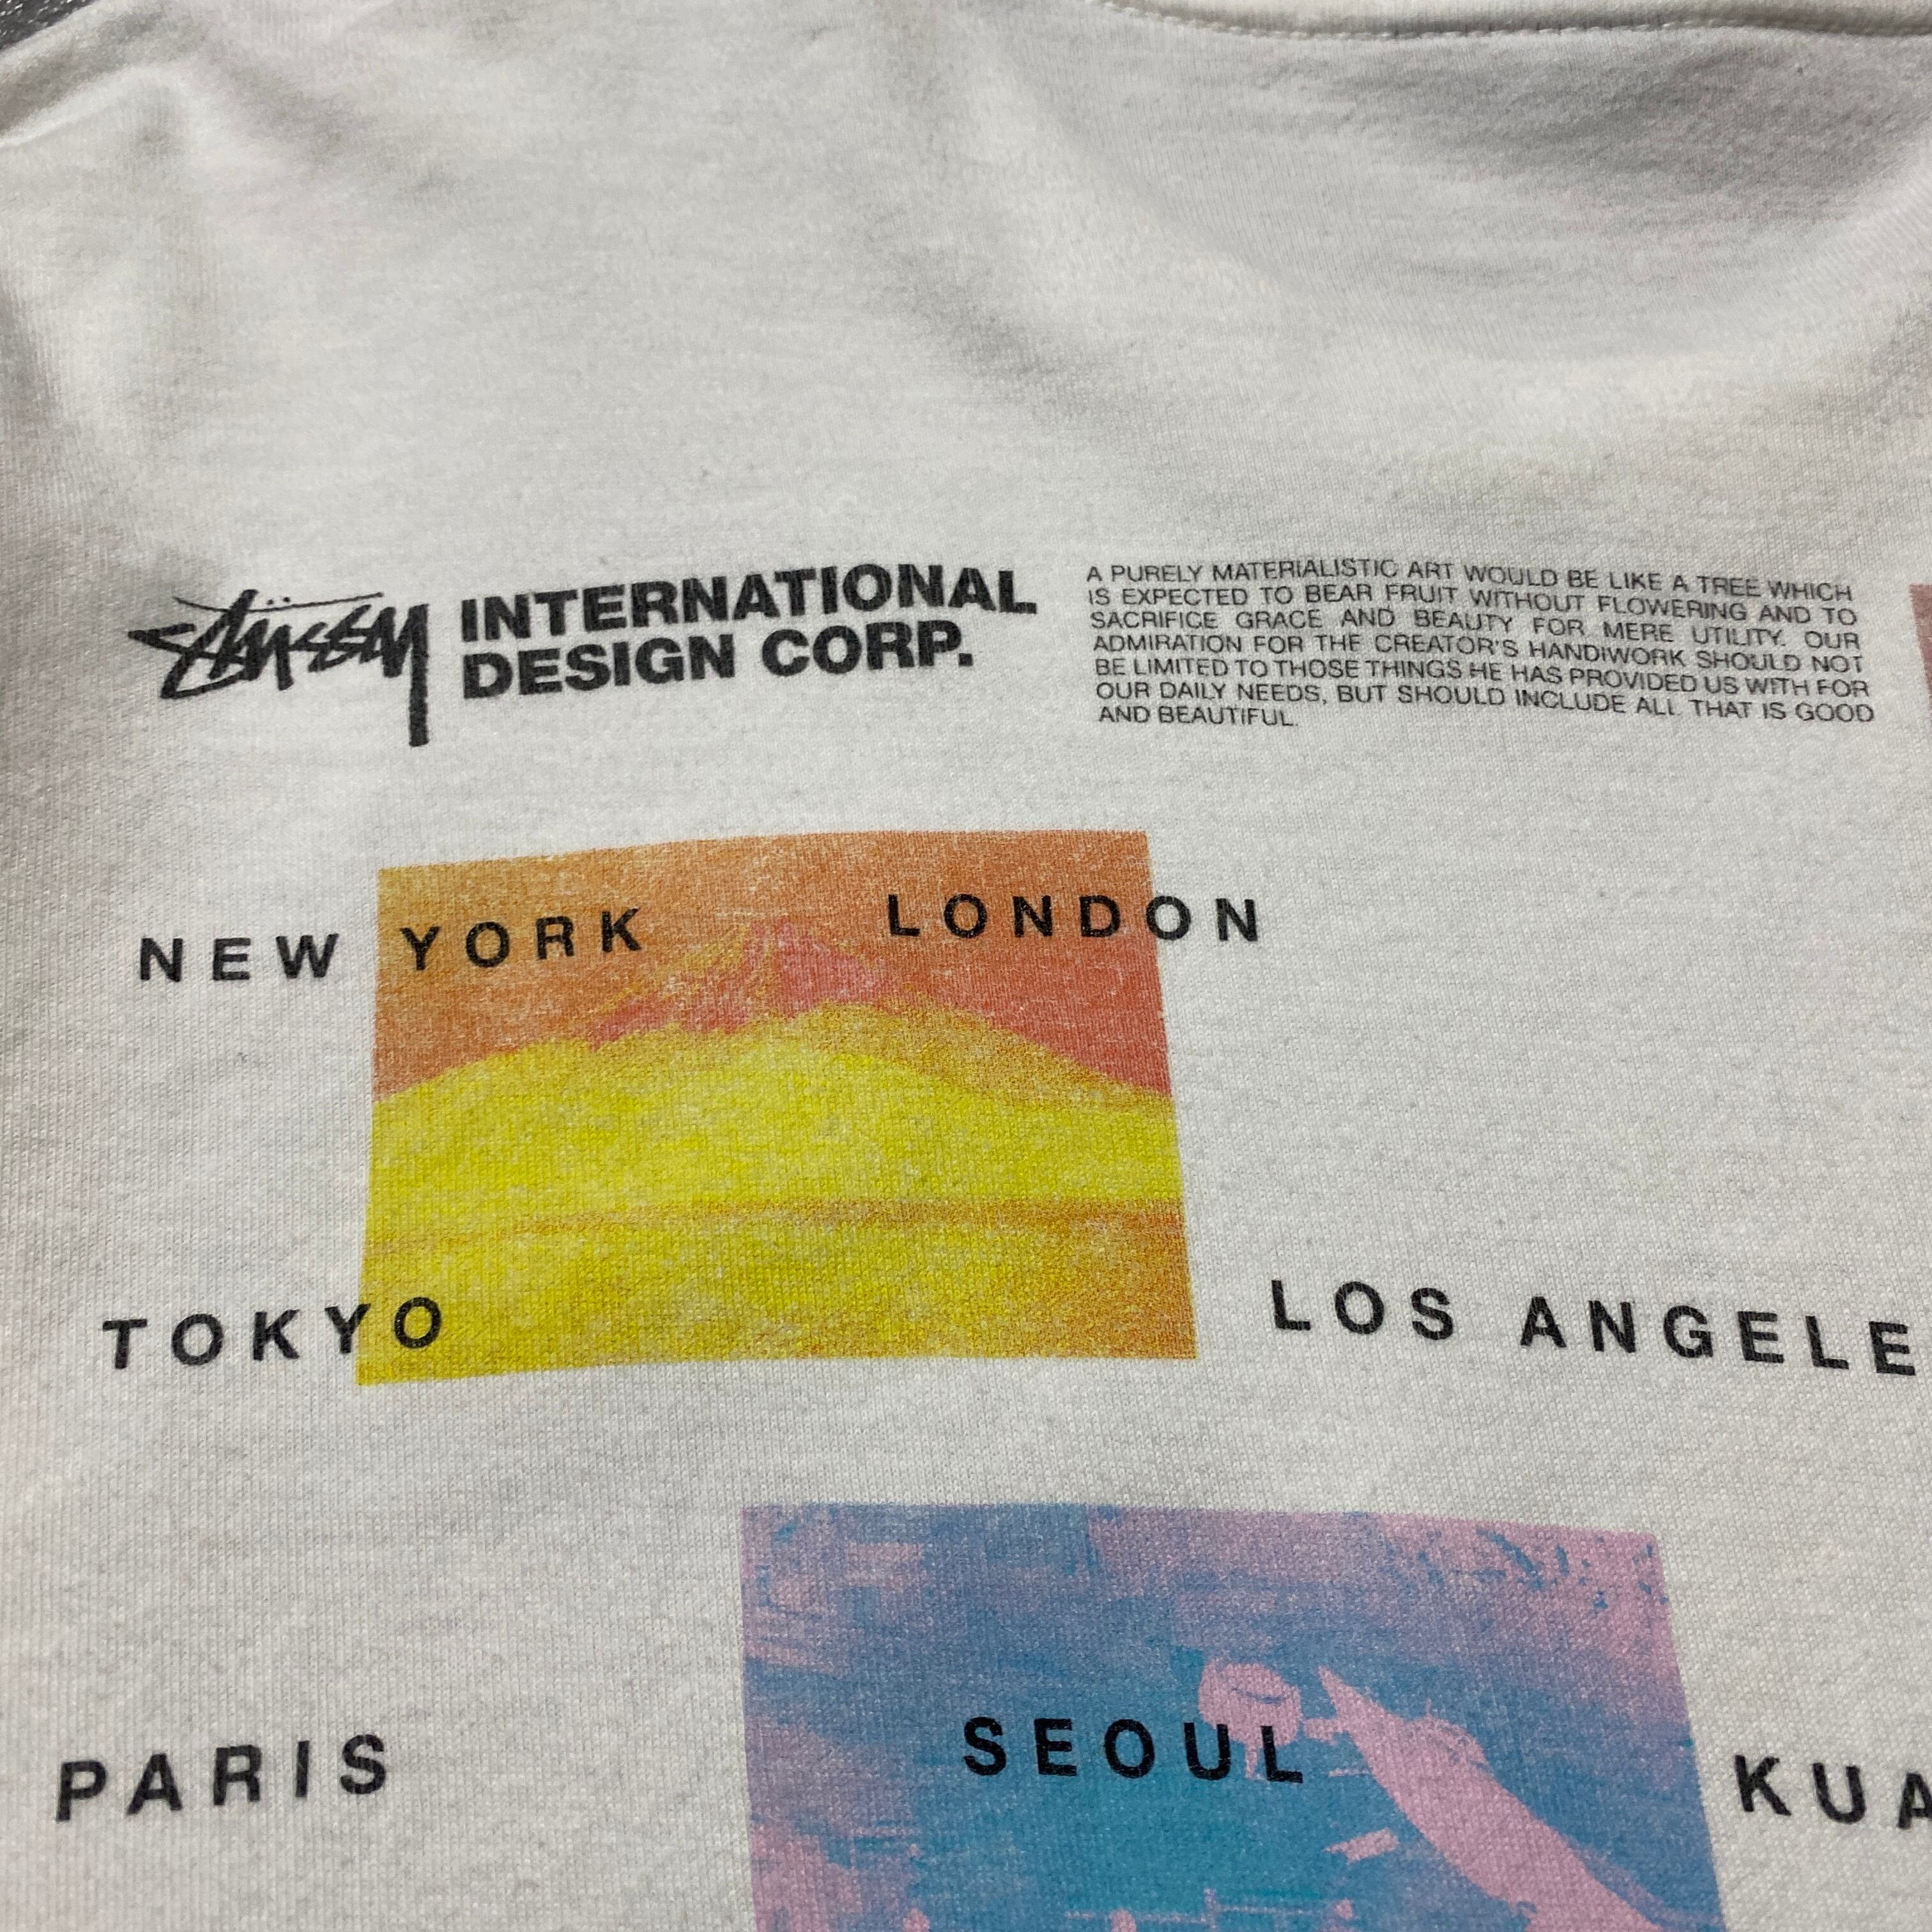 Stüssy
INTERNATIONAL
DESIGN CORP.
A PURELY MATERIALISTIC ART WOULD BE LIKE A TREE WHICH
IS EXPECTED TO BEAR FRUIT WITHOUT FLOWERING AND TO
SACRIFICE GRACE AND BEAUTY FOR MERE UTILITY. OUR
ADMIRATION FOR THE CREATOR'S HANDIWORK SHOULD NOT
BE LIMITED TO THOSE THINGS HE HAS PROVIDED US WITH FOR
OUR DAILY NEEDS, BUT SHOULD INCLUDE ALL THAT IS GOOD
AND BEAUTIFUL.
NEW YORK LONDON
TOKYO LOS ANGELE
PARIS SEOUL KUA